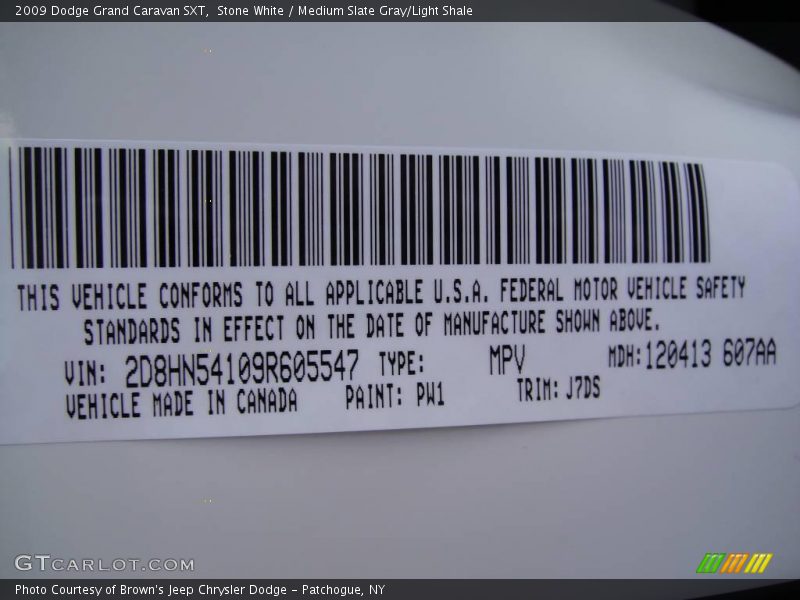 2009 Dodge Grand Caravan SXT,  Stone White / Medium Slate Gray/Light Shale
THIS VEHICLE CONFORMS TO ALL APPLICABLE U.S.A. FEDERAL MOTOR VEHICLE SAFETY
STANDARDS IN EFFECT ON THE DATE OF MANUFACTURE SHOWN ABOVE.
VIN: 2D8HN54109R605547 TYPE: MPV MDH: 120413 607AA
VEHICLE MADE IN CANADA PAINT: PW1 TRIM: J7DS
GTCARLOT.COM
Photo Courtesy of Brown's Jeep Chrysler Dodge – Patchogue, NY